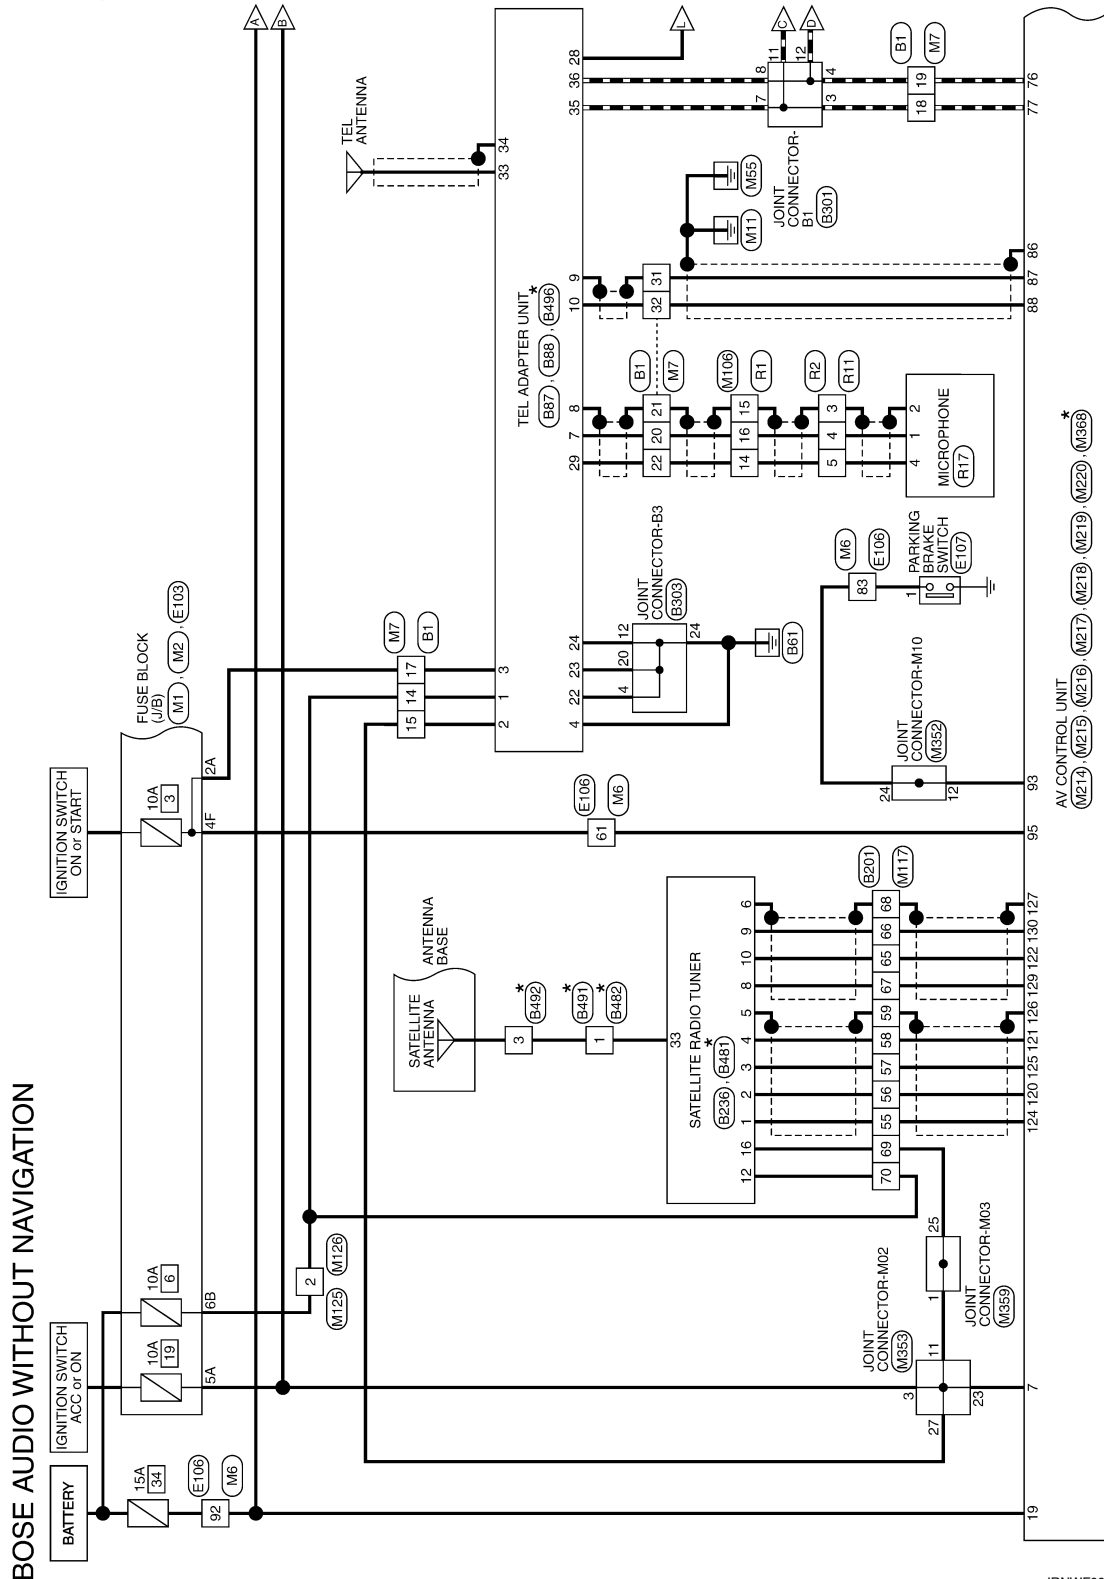 BOSE AUDIO WITHOUT NAVIGATION
BATTERY
IGNITION SWITCH
ACC or ON
IGNITION SWITCH
ON or START
15A
34
10A
19
10A
6
10A
3
FUSE BLOCK
(J/B)
M1 , M2 , E103
E106
92
M6
5A
6B
4F
2A
A
B
M125
2
M126
M7
15
14
17
B1
TEL
ANTENNA
SATELLITE
ANTENNA
ANTENNA
BASE
3
B492 *
B491 *
1
B482 *
33
SATELLITE RADIO TUNER
B236 , B481 *
12
16
1
2
3
4
5
8
10
9
6
B201
70
69
55
56
57
58
59
67
65
66
68
M117
E106
61
M6
2
1
3
33
34
TEL ADAPTER UNIT
B87 , B88 , B496 *
4
22
23
24
29
7
8
10
9
35
36
28
L
4
20
12
JOINT
CONNECTOR-B3
B303
24
B61
B1
22
20
21
32
31
M7
M106
14
16
15
R1
R2
5
4
3
R11
4
1
2
MICROPHONE
R17
M11
M55
7
8
11
12
C
D
3
4
JOINT
CONNECTOR-
B1
B301
B1
18
19
M7
M6
83
E106
1
PARKING
BRAKE
SWITCH
E107
24
12
JOINT
CONNECTOR-M10
M352
JOINT
CONNECTOR-M02
M353
3
11
27
23
1
25
JOINT
CONNECTOR-M03
M359
19
7
124
120
125
121
126
129
122
130
127
95
93
88
87
86
77
76
AV CONTROL UNIT
M214 , M215 , M216 , M217 , M218 , M219 , M220 , M368 *